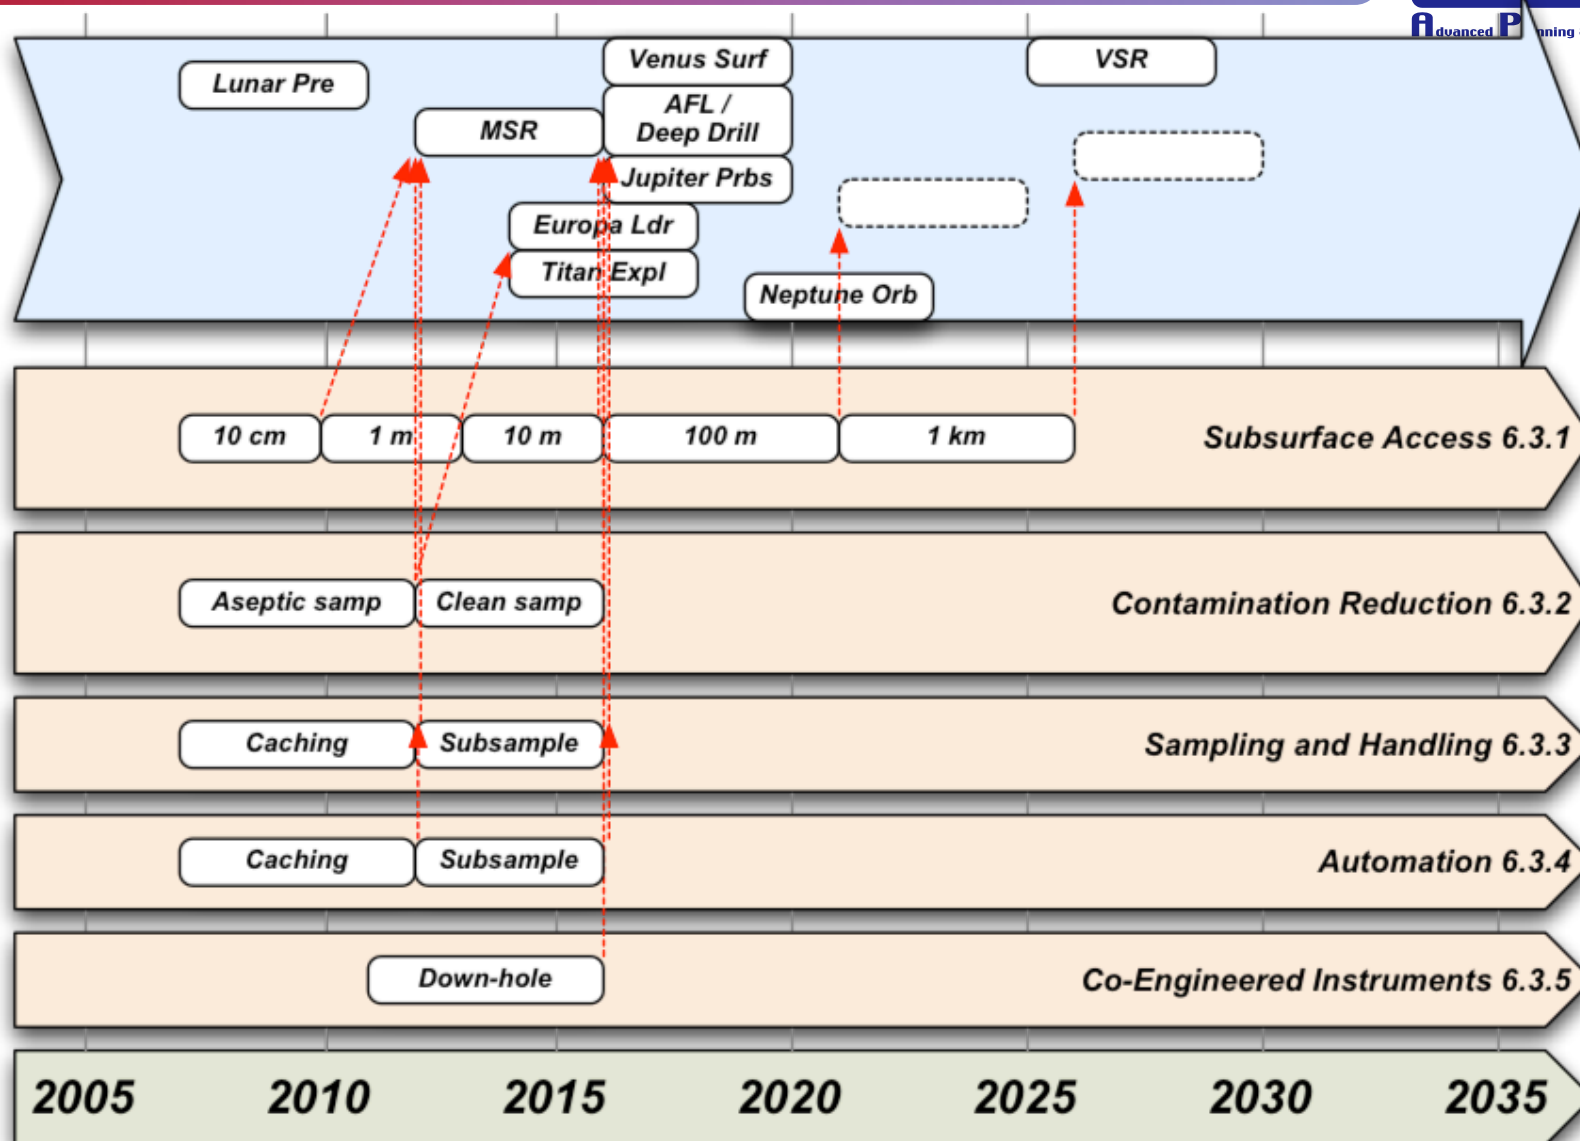 Advanced P nning
Lunar Pre
Venus Surf
VSR
AFL /
Deep Drill
MSR
Jupiter Prbs
Europa Ldr
Titan Expl
Neptune Orb
10 cm
1 m
10 m
100 m
1 km
Subsurface Access 6.3.1
Aseptic samp
Clean samp
Contamination Reduction 6.3.2
Caching
Subsample
Sampling and Handling 6.3.3
Caching
Subsample
Automation 6.3.4
Down-hole
Co-Engineered Instruments 6.3.5
2005
2010
2015
2020
2025
2030
2035